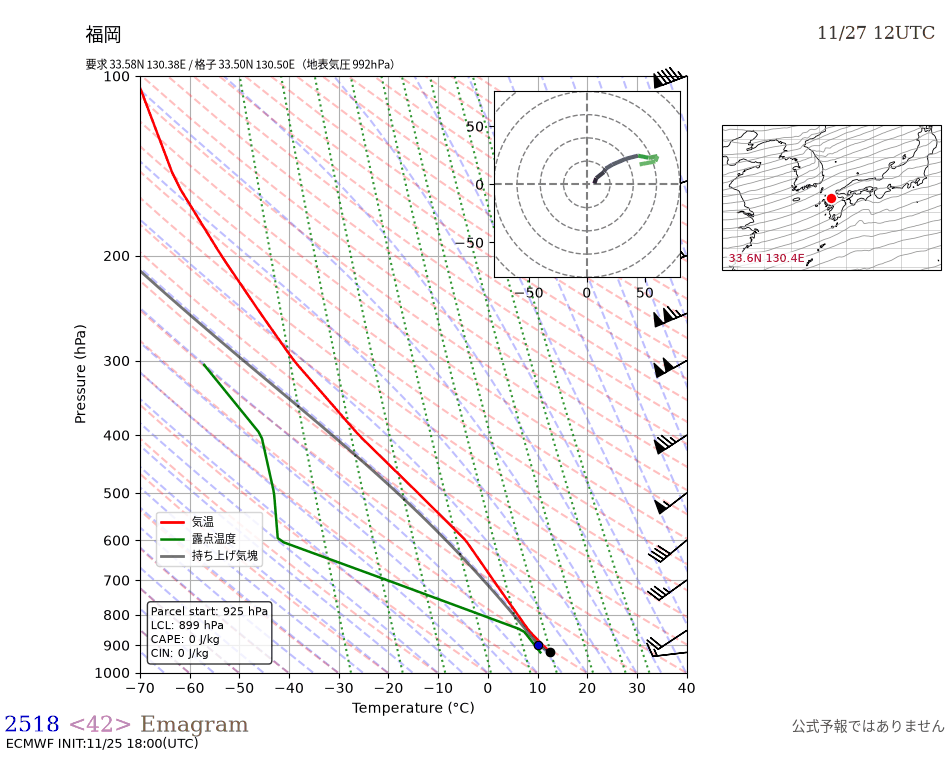 福岡
11/27 12UTC
要求 33.58N 130.38E / 格子 33.50N 130.50E（地表気圧 992hPa）
100
200
300
400
500
600
700
800
900
1000
Pressure (hPa)
50
0
−50
−50 0 50
33.6N 130.4E
気温
露点温度
持ち上げ気塊
Parcel start: 925 hPa
LCL: 899 hPa
CAPE: 0 J/kg
CIN: 0 J/kg
−70 −60 −50 −40 −30 −20 −10 0 10 20 30 40
Temperature (°C)
2518 <42> Emagram
公式予報ではありません
ECMWF INIT:11/25 18:00(UTC)